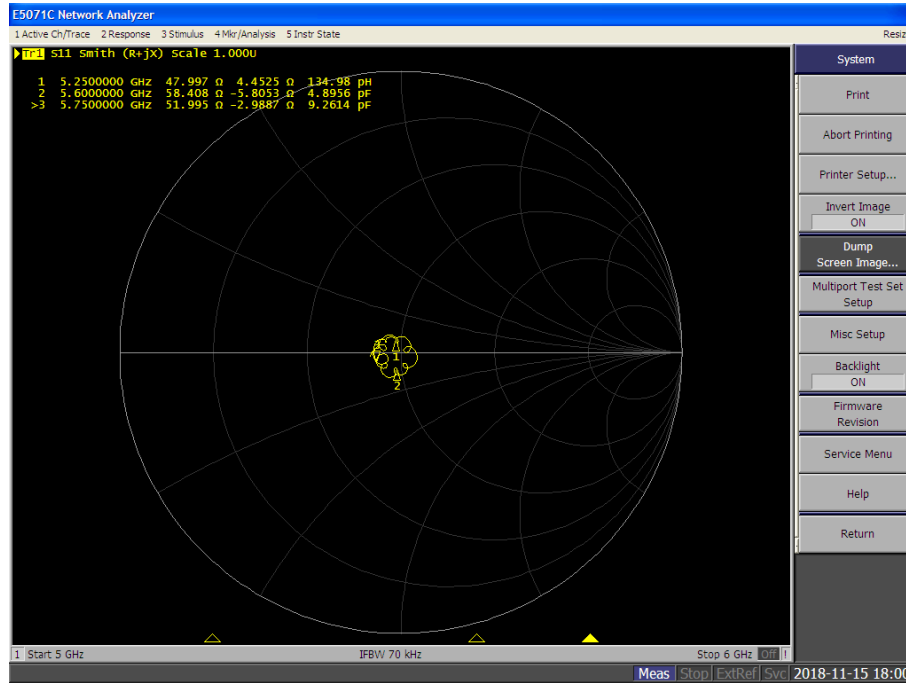 E5071C Network Analyzer
1 Active Ch/Trace 2 Response 3 Stimulus 4 Mkr/Analysis 5 Instr State
Tr1 S11 Smith (R+jX) Scale 1.000U
1 5.2500000 GHz 47.997 Ω 4.4525 Ω 134.98 pH
2 5.6000000 GHz 58.408 Ω -5.8053 Ω 4.8956 pF
>3 5.7500000 GHz 51.995 Ω -2.9887 Ω 9.2614 pF
1
2
1 Start 5 GHz IFBW 70 kHz Stop 6 GHz Off !
Resiz
System
Print
Abort Printing
Printer Setup...
Invert Image
ON
Dump
Screen Image...
Multiport Test Set
Setup
Misc Setup
Backlight
ON
Firmware
Revision
Service Menu
Help
Return
Meas Stop ExtRef Svc 2018-11-15 18:00